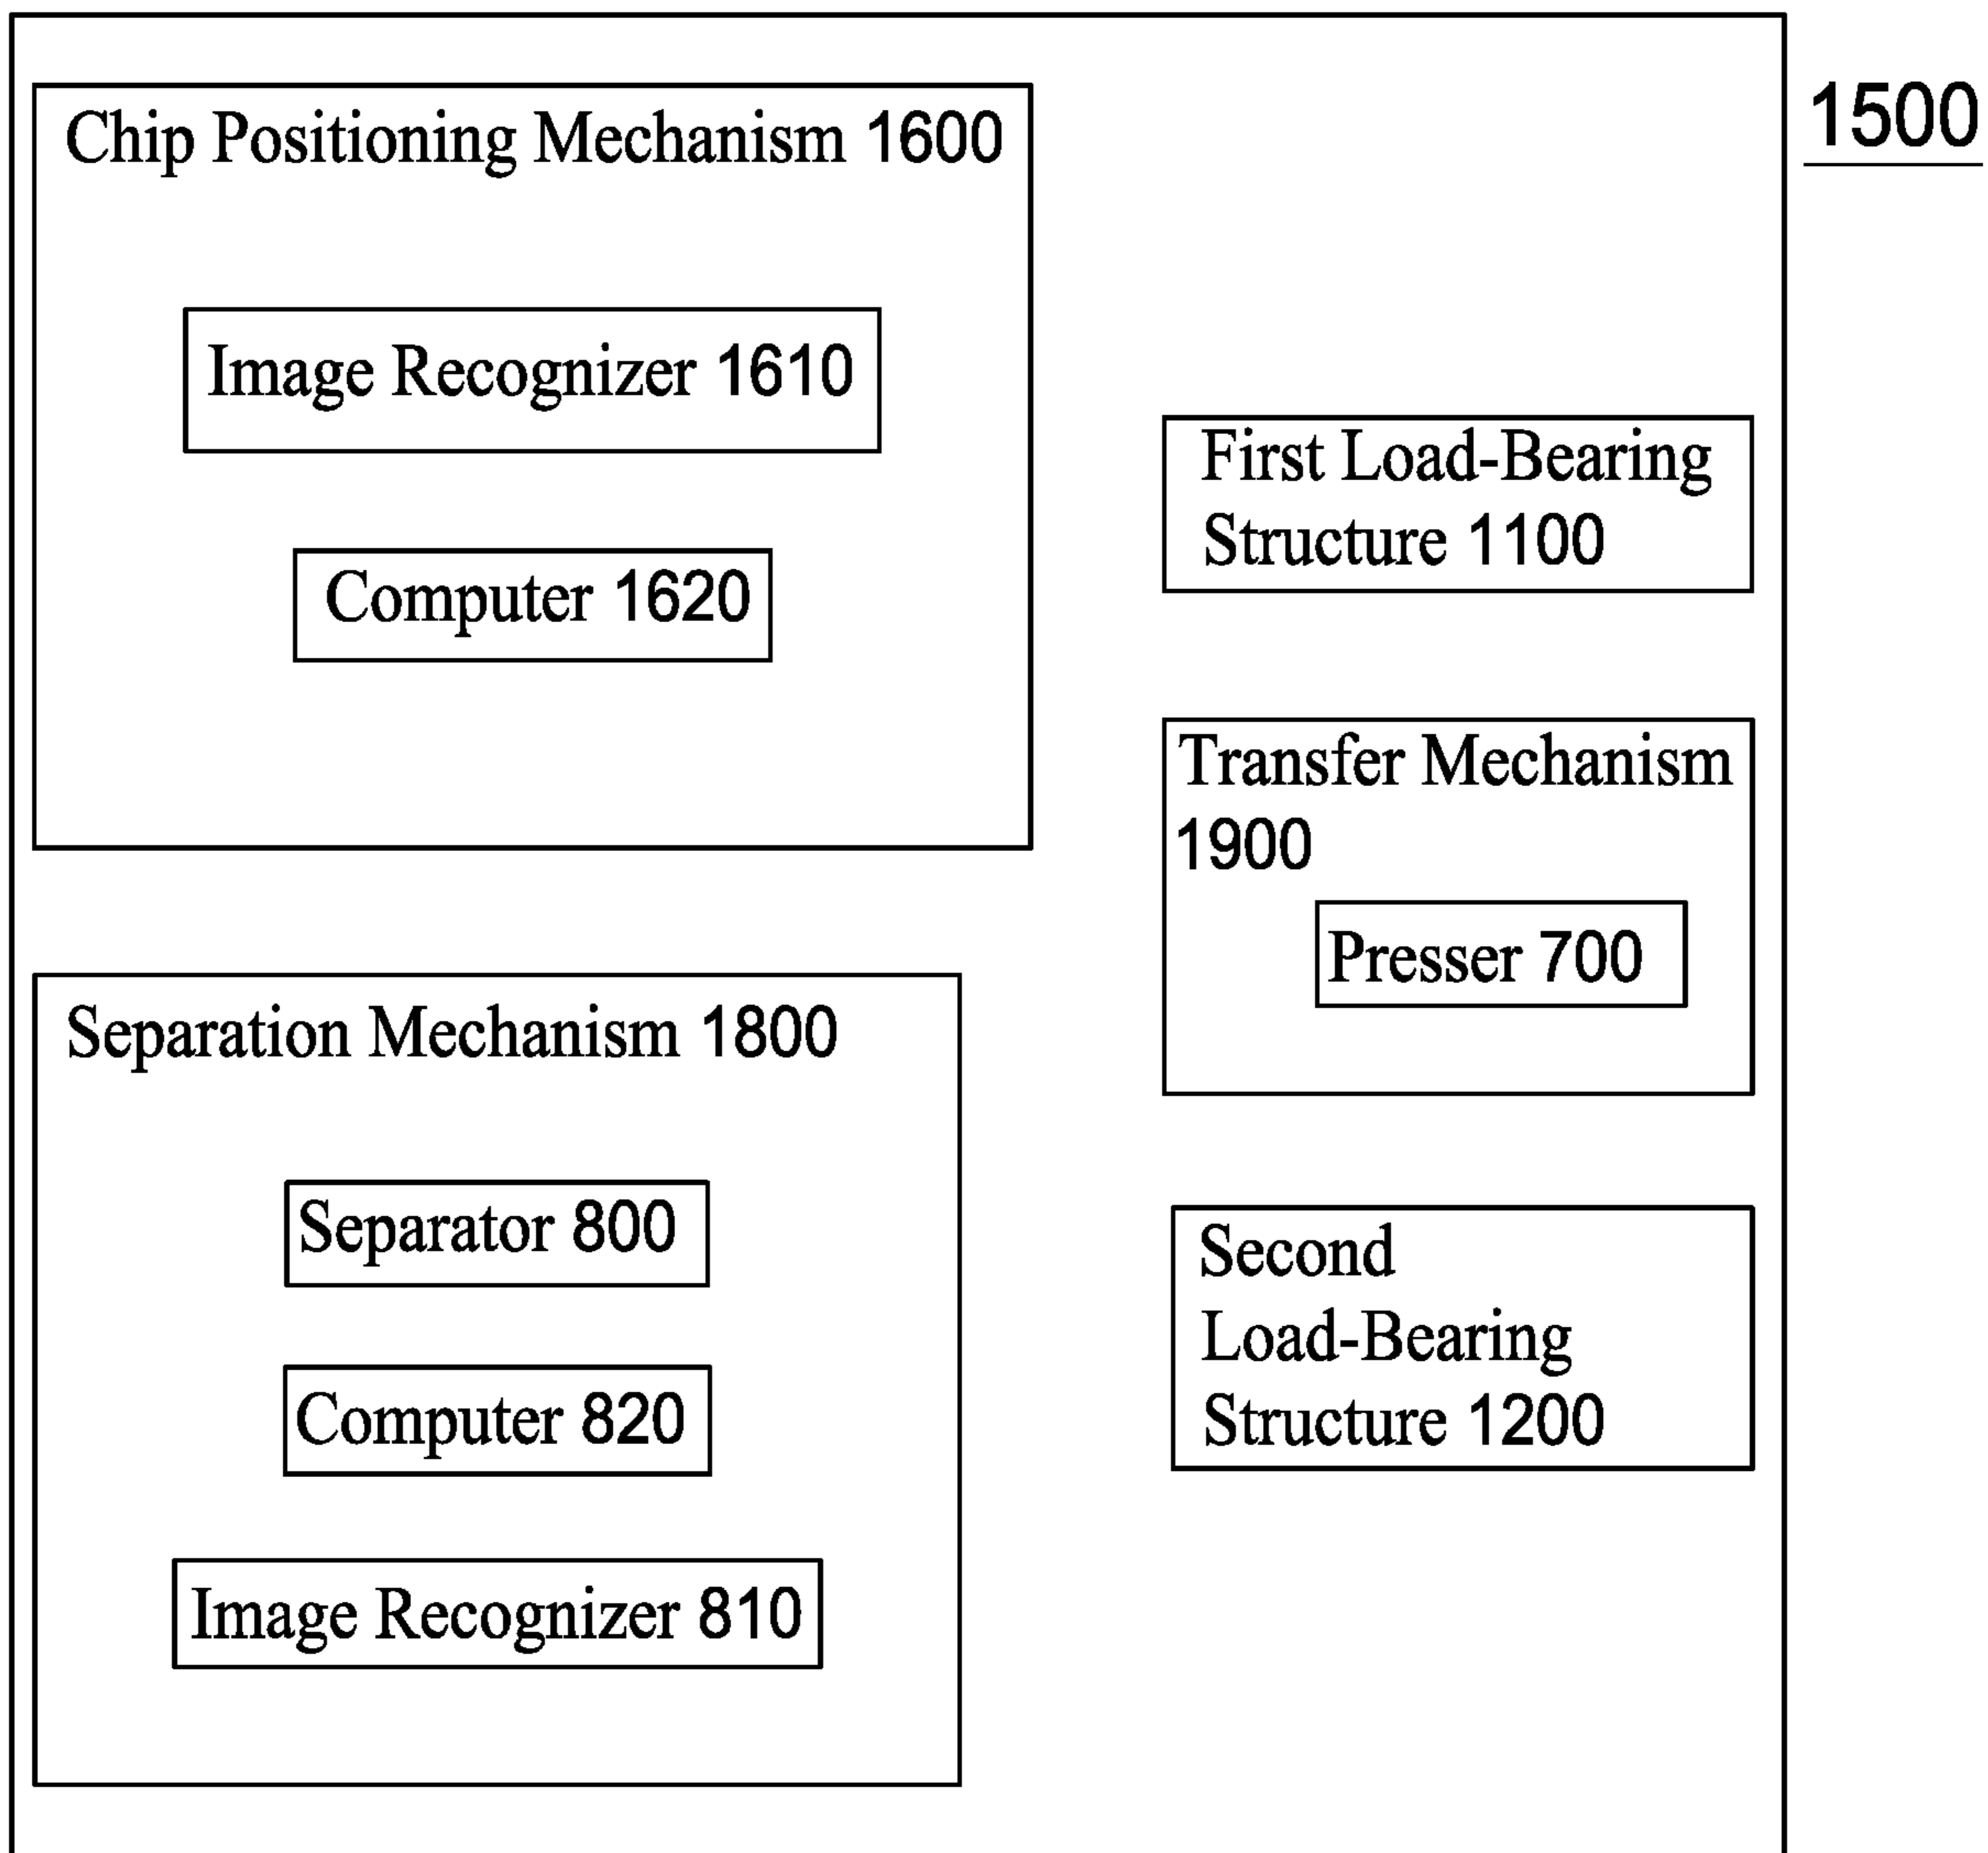 1500
Chip Positioning Mechanism 1600
Image Recognizer 1610
Computer 1620
Separation Mechanism 1800
Separator 800
Computer 820
Image Recognizer 810
First Load-Bearing
Structure 1100
Transfer Mechanism
1900
Presser 700
Second
Load-Bearing
Structure 1200